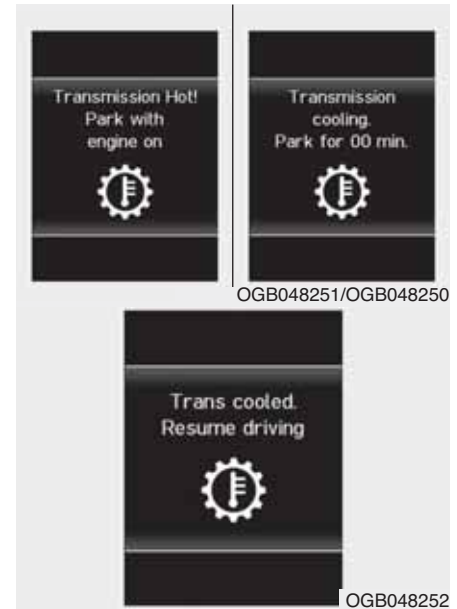 Transmission Hot!
Park with
engine on
Transmission
cooling.
Park for 00 min.
OGB048251/OGB048250
Trans cooled.
Resume driving
OGB048252